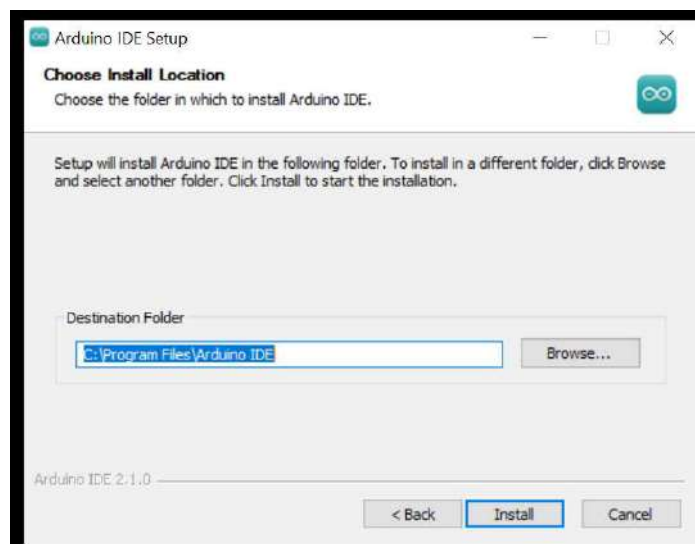 Arduino IDE Setup
Choose Install Location
Choose the folder in which to install Arduino IDE.
Setup will install Arduino IDE in the following folder. To install in a different folder, click Browse
and select another folder. Click Install to start the installation.
Destination Folder
C:\Program Files\Arduino IDE
Browse...
Arduino IDE 2.1.0
< Back
Install
Cancel